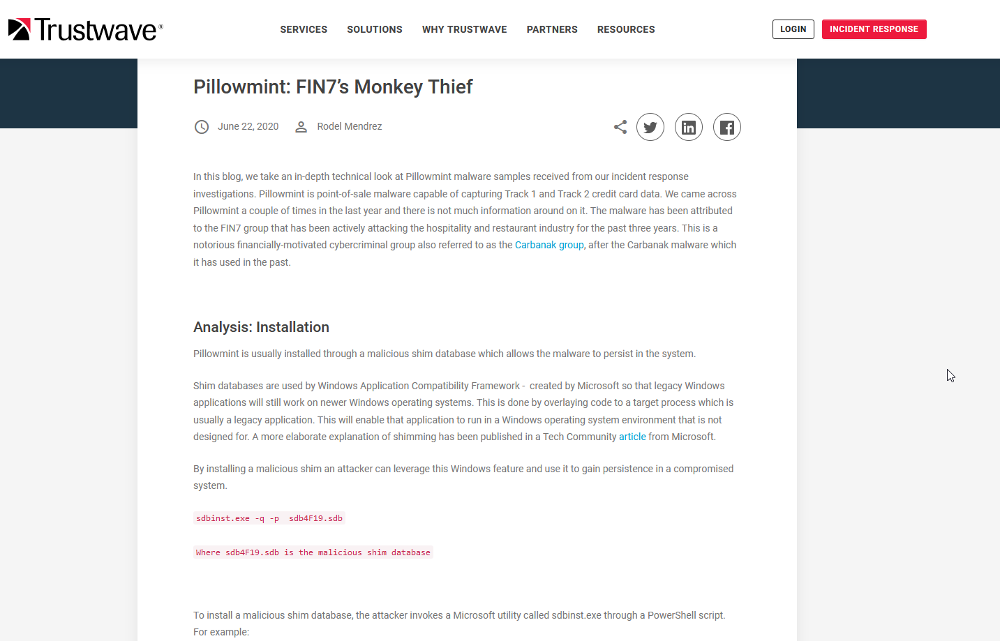 Trustwave®
SERVICES SOLUTIONS WHY TRUSTWAVE PARTNERS RESOURCES
LOGIN INCIDENT RESPONSE
Pillowmint: FIN7’s Monkey Thief
June 22, 2020 Rodel Mendrez
In this blog, we take an in-depth technical look at Pillowmint malware samples received from our incident response
investigations. Pillowmint is point-of-sale malware capable of capturing Track 1 and Track 2 credit card data. We came across
Pillowmint a couple of times in the last year and there is not much information around on it. The malware has been attributed
to the FIN7 group that has been actively attacking the hospitality and restaurant industry for the past three years. This is a
notorious financially-motivated cybercriminal group also referred to as the Carbanak group, after the Carbanak malware which
it has used in the past.
Analysis: Installation
Pillowmint is usually installed through a malicious shim database which allows the malware to persist in the system.
Shim databases are used by Windows Application Compatibility Framework - created by Microsoft so that legacy Windows
applications will still work on newer Windows operating systems. This is done by overlaying code to a target process which is
usually a legacy application. This will enable that application to run in a Windows operating system environment that is not
designed for. A more elaborate explanation of shimming has been published in a Tech Community article from Microsoft.
By installing a malicious shim an attacker can leverage this Windows feature and use it to gain persistence in a compromised
system.
sdbinst.exe -q -p  sdb4F19.sdb
Where sdb4F19.sdb is the malicious shim database
To install a malicious shim database, the attacker invokes a Microsoft utility called sdbinst.exe through a PowerShell script.
For example: